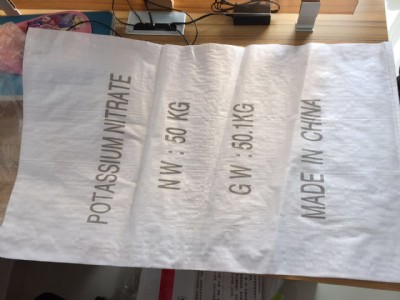 POTASSIUM NITRATE
N W : 50 KG
G W : 50.1KG
MADE IN CHINA